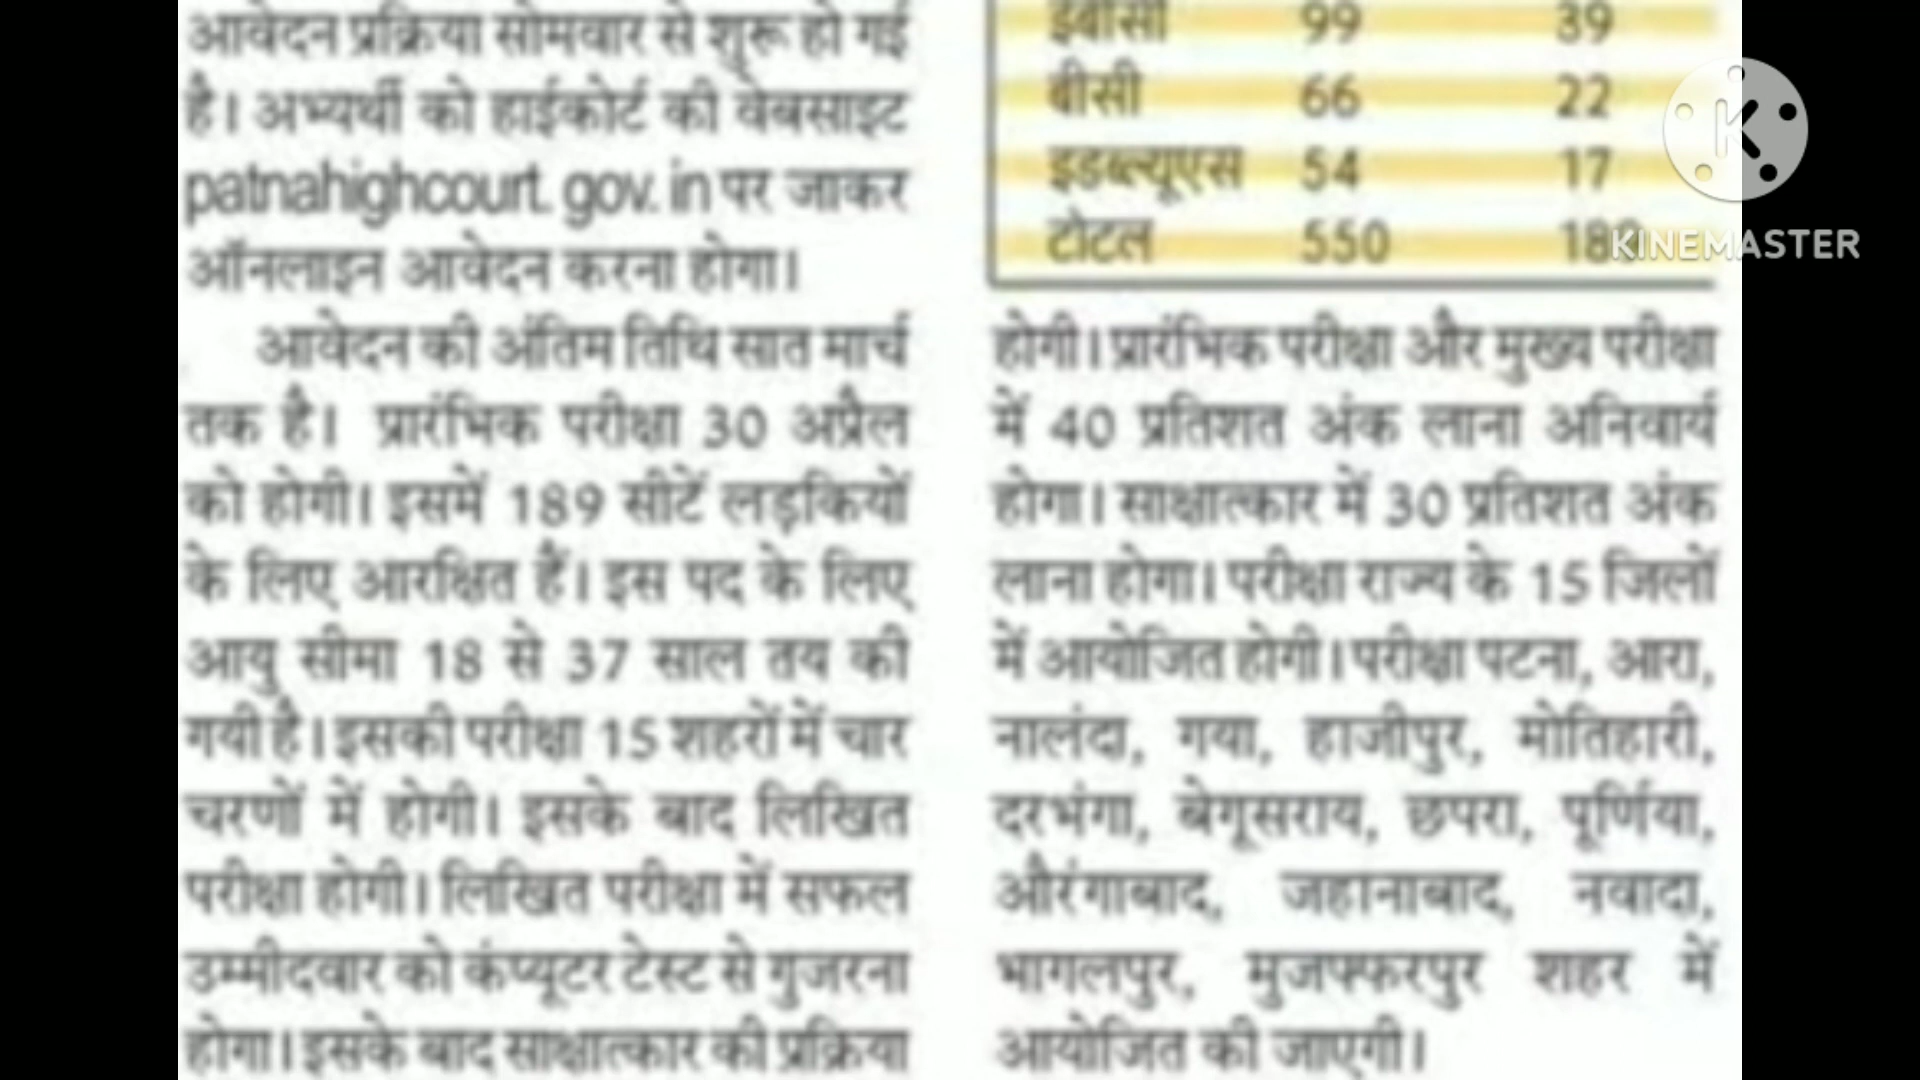 आवेदन प्रक्रिया सोमवार से शुरू हो गई
है। अभ्यर्थी को हाईकोर्ट की वेबसाइट
patnahighcourt. gov. in पर जाकर
ऑनलाइन आवेदन करना होगा।
आवेदन की अंतिम तिथि सात मार्च
तक है। प्रारंभिक परीक्षा 30 अप्रैल
को होगी। इसमें 189 सीटें लड़कियों
के लिए आरक्षित हैं। इस पद के लिए
आयु सीमा 18 से 37 साल तय की
गयी है। इसकी परीक्षा 15 शहरों में चार
चरणों में होगी। इसके बाद लिखित
परीक्षा होगी। लिखित परीक्षा में सफल
उम्मीदवार को कंप्यूटर टेस्ट से गुजरना
होगा। इसके बाद साक्षात्कार की प्रक्रिया
ईबीसी 99 39
बीसी 66 22
इडब्ल्यूएस 54 17
टोटल 550
होगी। प्रारंभिक परीक्षा और मुख्य परीक्षा
में 40 प्रतिशत अंक लाना अनिवार्य
होगा। साक्षात्कार में 30 प्रतिशत अंक
लाना होगा। परीक्षा राज्य के 15 जिलों
में आयोजित होगी। परीक्षा पटना, आरा,
नालंदा, गया, हाजीपुर, मोतिहारी,
दरभंगा, बेगूसराय, छपरा, पूर्णिया,
औरंगाबाद, जहानाबाद, नवादा,
भागलपुर, मुजफ्फरपुर शहर में
आयोजित की जाएगी।
K
KINEMASTER